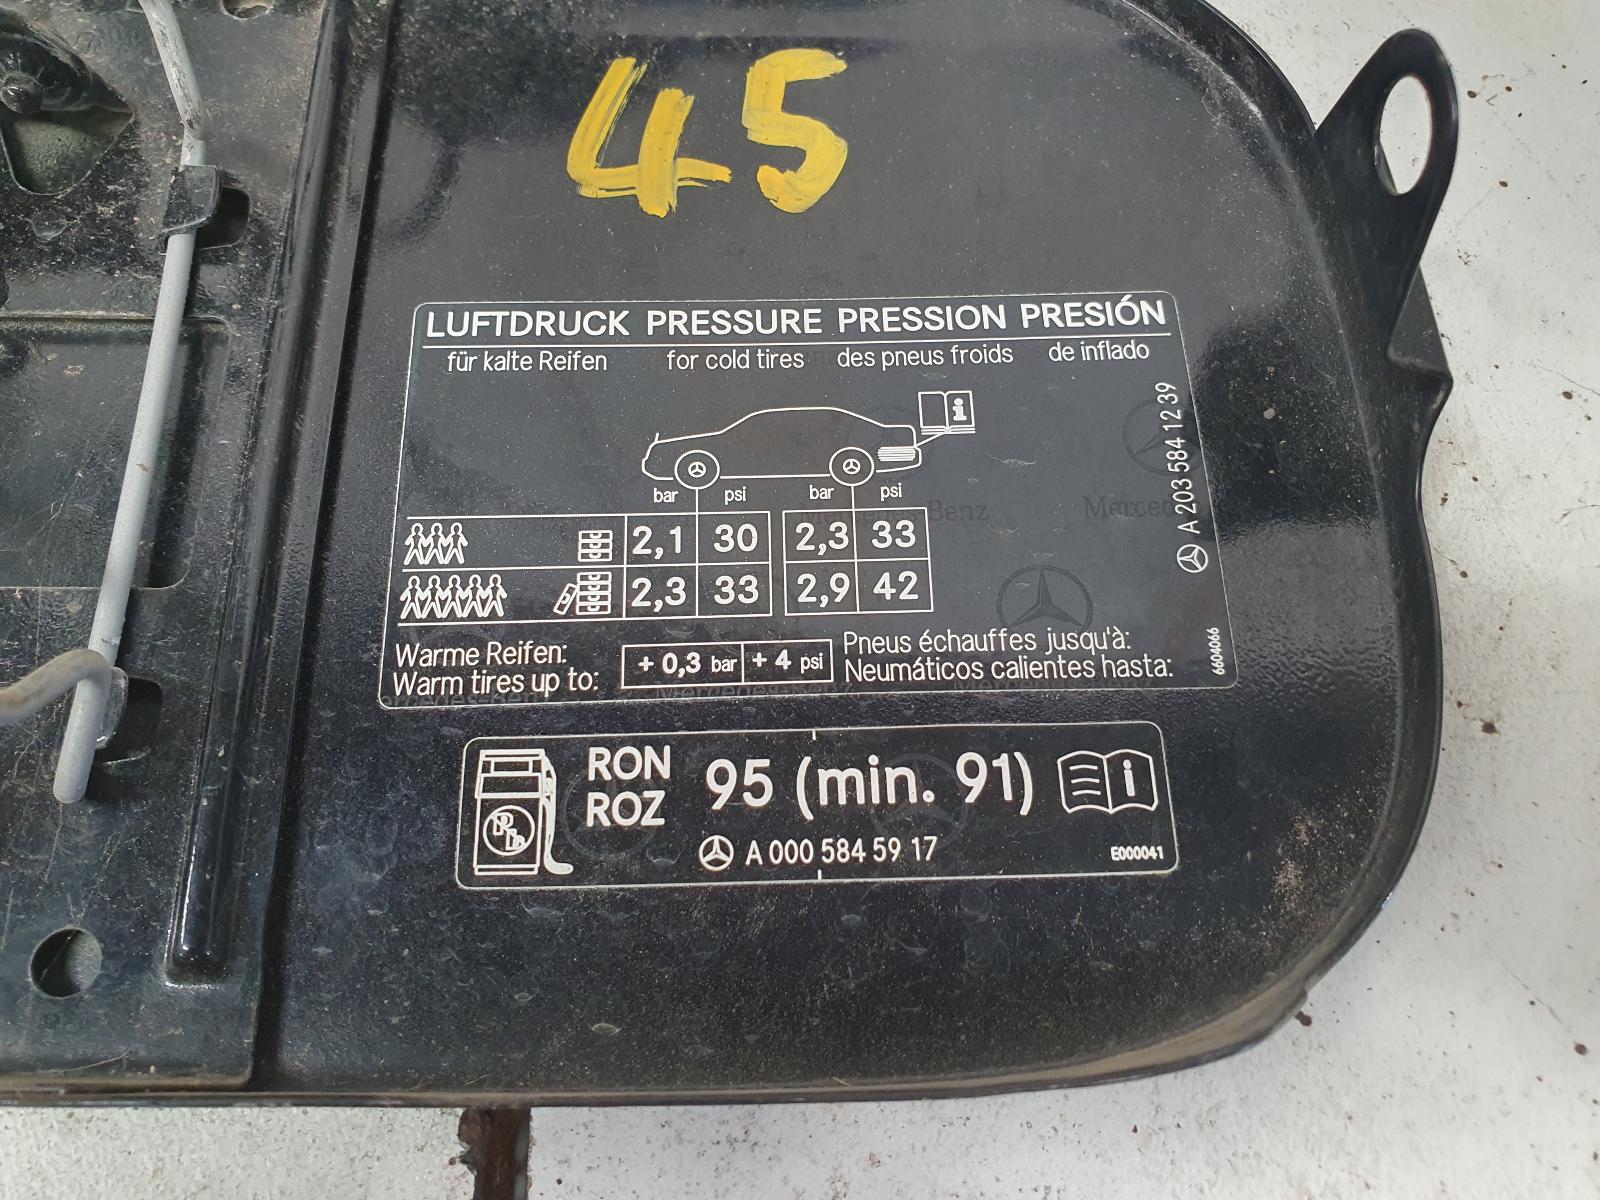 45
LUFTDRUCK PRESSURE PRESSION PRESIÓN
für kalte Reifen for cold tires des pneus froids de inflado
i
bar psi bar psi
2,1 30 2,3 33
2,3 33 2,9 42
Warme Reifen:
Warm tires up to:
+ 0,3 bar + 4 psi
Pneus échauffes jusqu'à:
Neumáticos calientes hasta:
A 203 584 12 39
6604066
Mercedes-Benz
RON
ROZ
95 (min. 91)
i
A 000 584 59 17
E000041